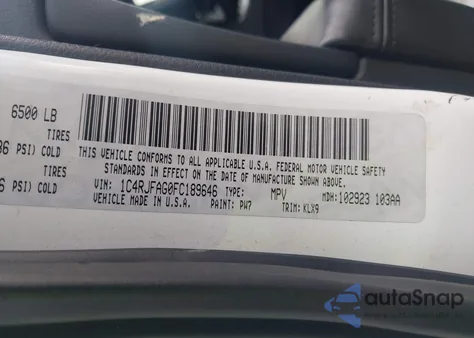 6500 LB
TIRES
36 PSI) COLD
TIRES
6 PSI) COLD
THIS VEHICLE CONFORMS TO ALL APPLICABLE U.S.A. FEDERAL MOTOR VEHICLE SAFETY
STANDARDS IN EFFECT ON THE DATE OF MANUFACTURE SHOWN ABOVE.
VIN: 1C4RJFAG0FC189646 TYPE: MPV MDH: 102923 103AA
MADE IN U.S.A. PAINT: PW7 TRIM: KLX9
autoSnap